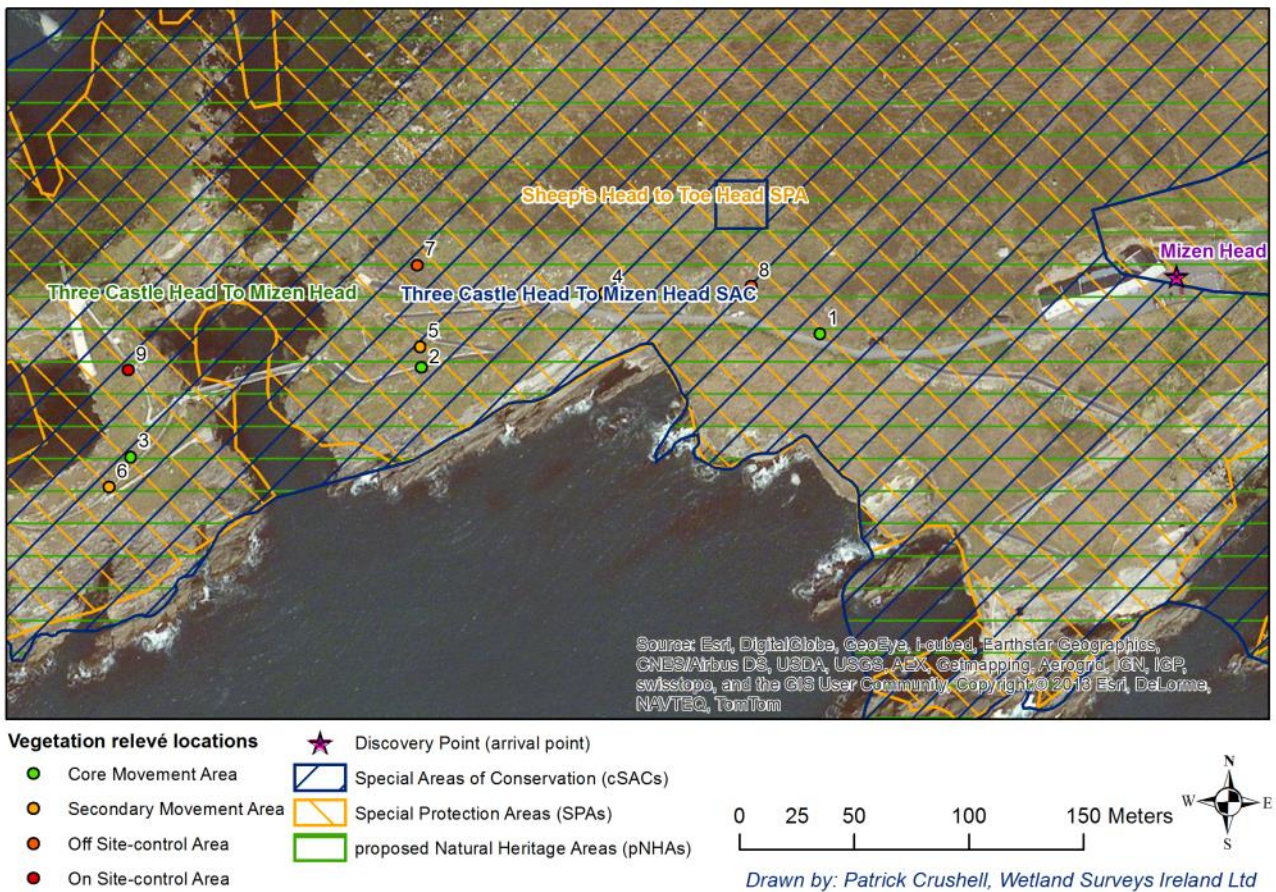 Sheep's Head to Toe Head SPA
Mizen Head
7
8
4
Three Castle Head To Mizen Head
Three Castle Head To Mizen Head SAC
1
5
2
9
3
6
Source: Esri, DigitalGlobe, GeoEye, i-cubed, Earthstar Geographics,
CNES/Airbus DS, USDA, USGS, AEX, Getmapping, Aerogrid, IGN, IGP,
swisstopo, and the GIS User Community, Copyright:© 2013 Esri, DeLorme,
NAVTEQ, TomTom
Vegetation relevé locations
Core Movement Area
Secondary Movement Area
Off Site-control Area
On Site-control Area
Discovery Point (arrival point)
Special Areas of Conservation (cSACs)
Special Protection Areas (SPAs)
proposed Natural Heritage Areas (pNHAs)
0 25 50 100 150 Meters
N
W E
S
Drawn by: Patrick Crushell, Wetland Surveys Ireland Ltd